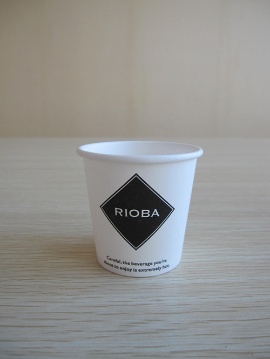 RIOBA
Careful, the beverage you're
about to enjoy is extremely hot.